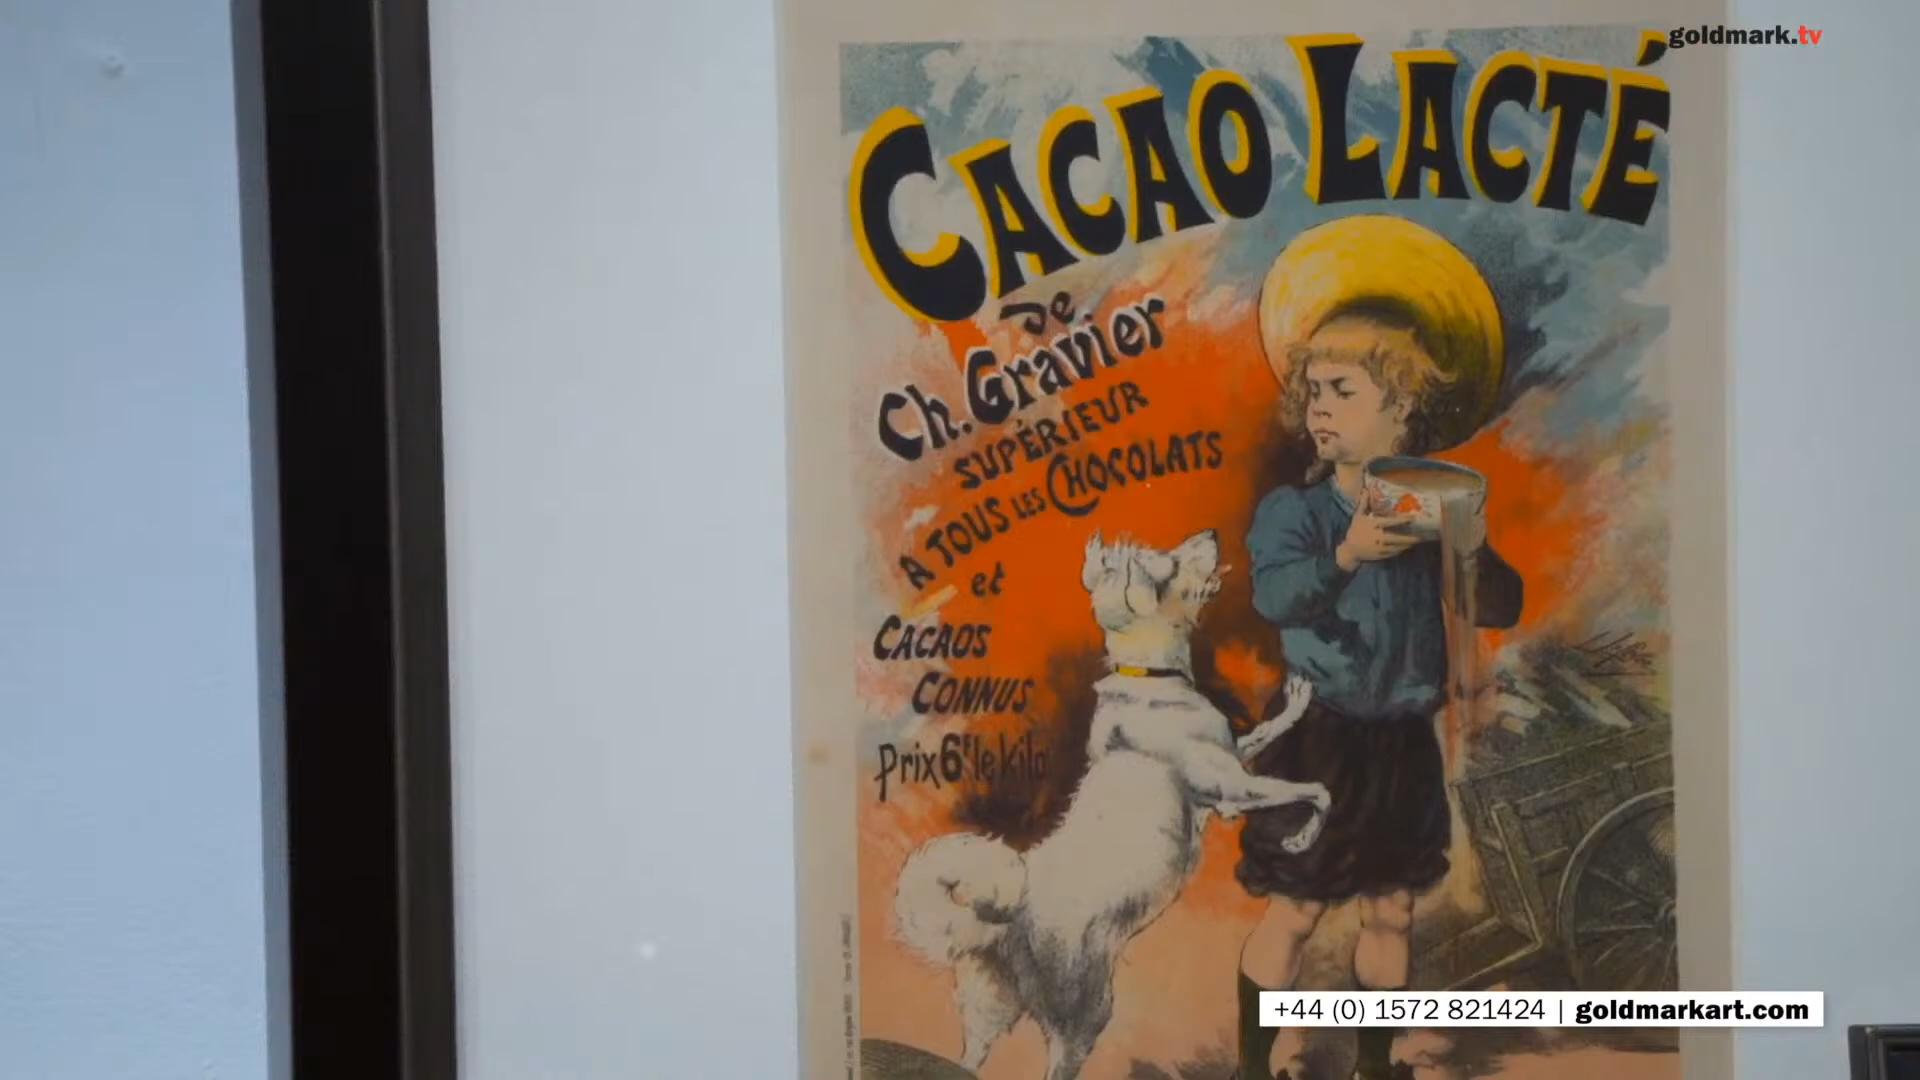 goldmark.tv
CACAO LACTÉ
de
Ch. Gravier
SUPÉRIEUR
A TOUS LES CHOCOLATS
et
CACAOS
CONNUS
Prix 6f le kilo
+44 (0) 1572 821424 | goldmarkart.com